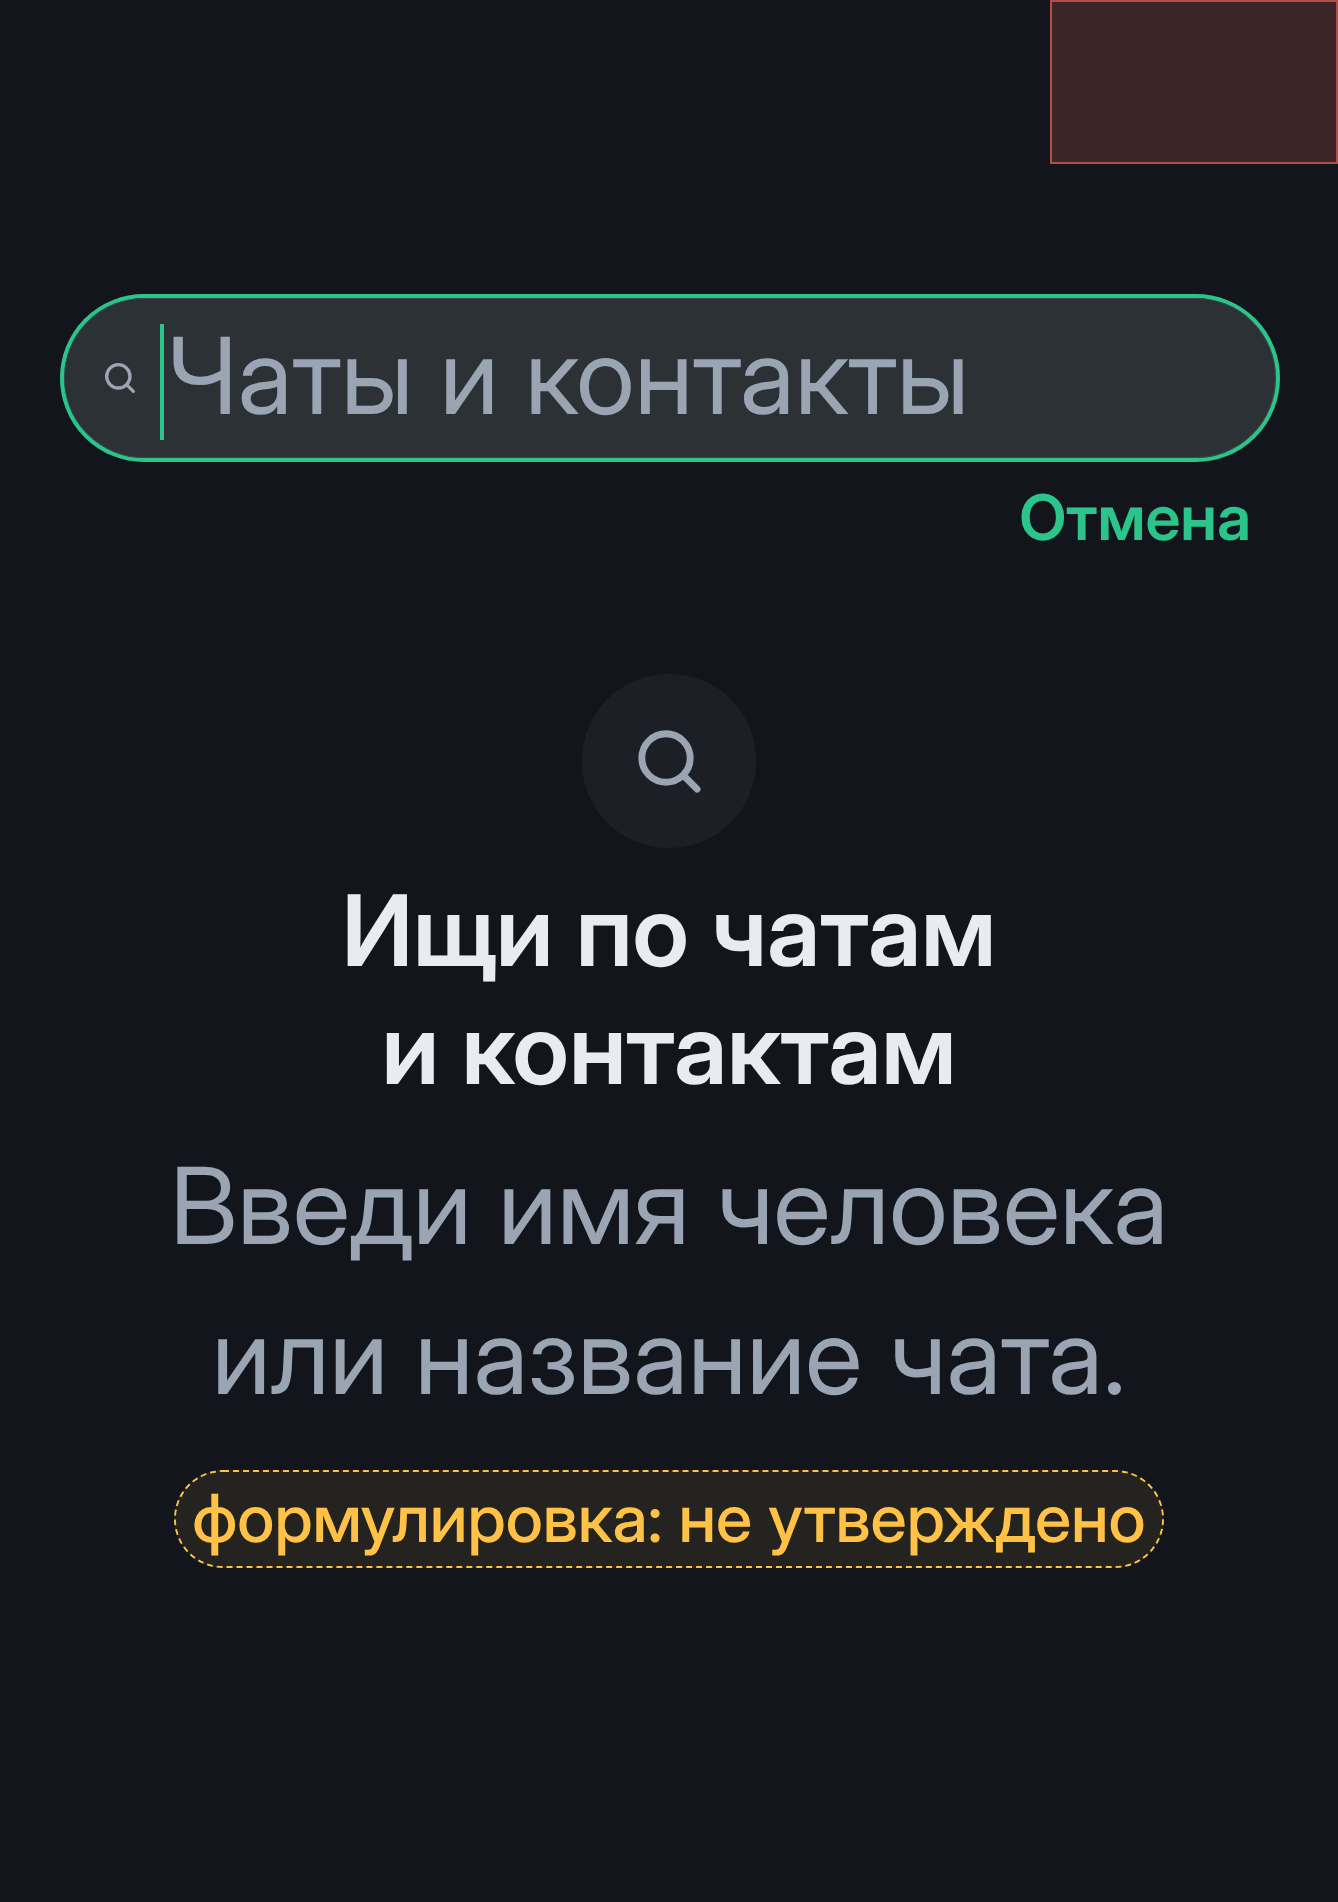 Чаты и контакты
Отмена
Ищи по чатам
и контактам
Введи имя человека
или название чата.
формулировка: не утверждено